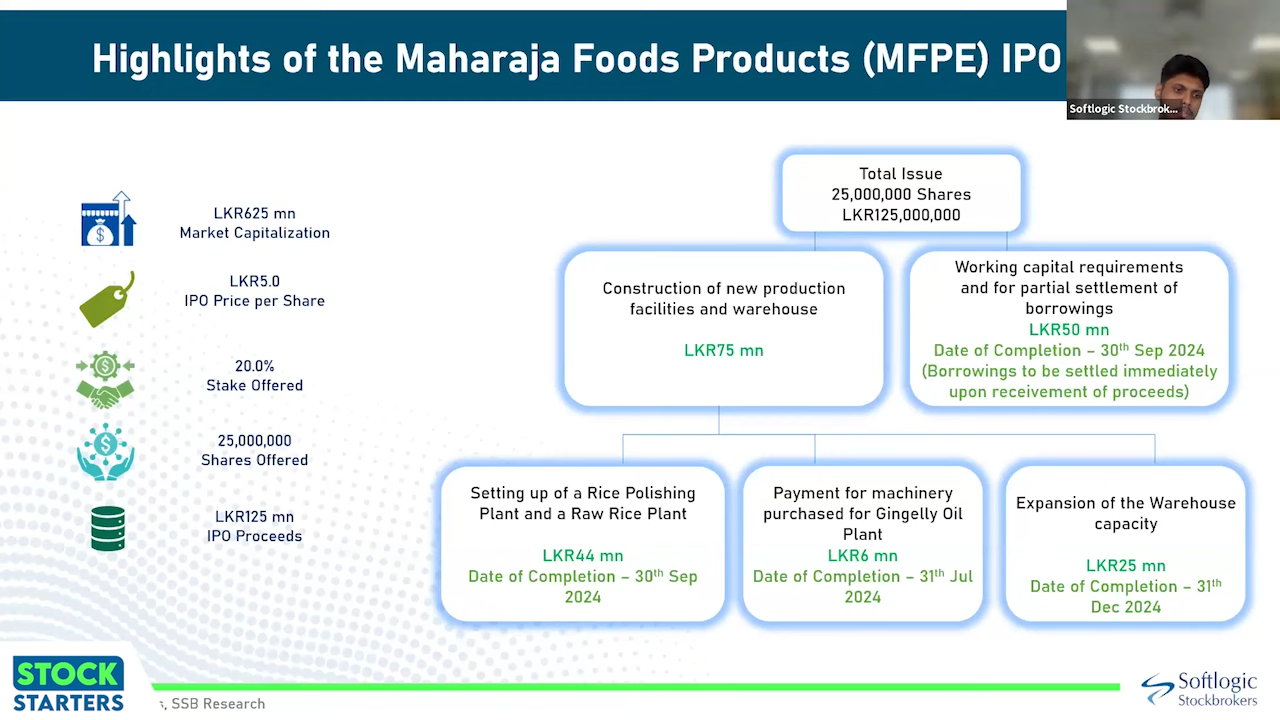 Highlights of the Maharaja Foods Products (MFPE) IPO
Softlogic Stockbrok...
LKR625 mn
Market Capitalization
LKR5.0
IPO Price per Share
20.0%
Stake Offered
25,000,000
Shares Offered
LKR125 mn
IPO Proceeds
Total Issue
25,000,000 Shares
LKR125,000,000
Construction of new production
facilities and warehouse
LKR75 mn
Working capital requirements
and for partial settlement of
borrowings
LKR50 mn
Date of Completion – 30th Sep 2024
(Borrowings to be settled immediately
upon receivement of proceeds)
Setting up of a Rice Polishing
Plant and a Raw Rice Plant
LKR44 mn
Date of Completion – 30th Sep
2024
Payment for machinery
purchased for Gingelly Oil
Plant
LKR6 mn
Date of Completion – 31th Jul
2024
Expansion of the Warehouse
capacity
LKR25 mn
Date of Completion – 31th
Dec 2024
STOCK
STARTERS
, SSB Research
Softlogic
Stockbrokers